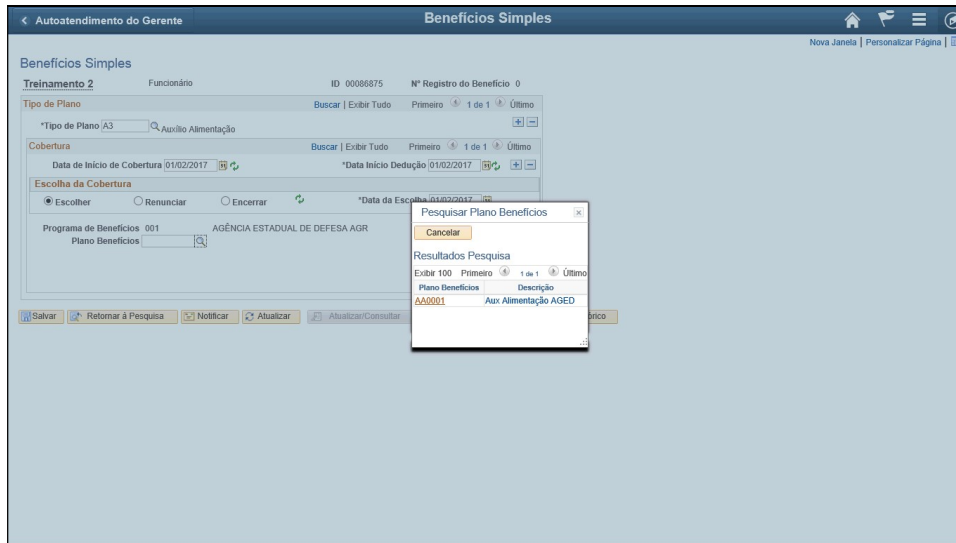 Autoatendimento do Gerente
Benefícios Simples
Nova Janela | Personalizar Página |
Benefícios Simples
Treinamento 2 Funcionário ID 00086875 Nº Registro do Benefício 0
Tipo de Plano Buscar | Exibir Tudo Primeiro 1 de 1 Último
*Tipo de Plano A3 Auxílio Alimentação
Cobertura Buscar | Exibir Tudo Primeiro 1 de 1 Último
Data de Início de Cobertura 01/02/2017 *Data Início Dedução 01/02/2017
Escolha da Cobertura
Escolher Renunciar Encerrar *Data da Escolha 01/02/2017
Programa de Benefícios 001 AGÊNCIA ESTADUAL DE DEFESA AGR
Plano Benefícios
Pesquisar Plano Benefícios
Cancelar
Resultados Pesquisa
Exibir 100 Primeiro 1 de 1 Último
Plano Benefícios Descrição
AA0001 Aux Alimentação AGED
Salvar Retornar à Pesquisa Notificar Atualizar Atualizar/Consultar